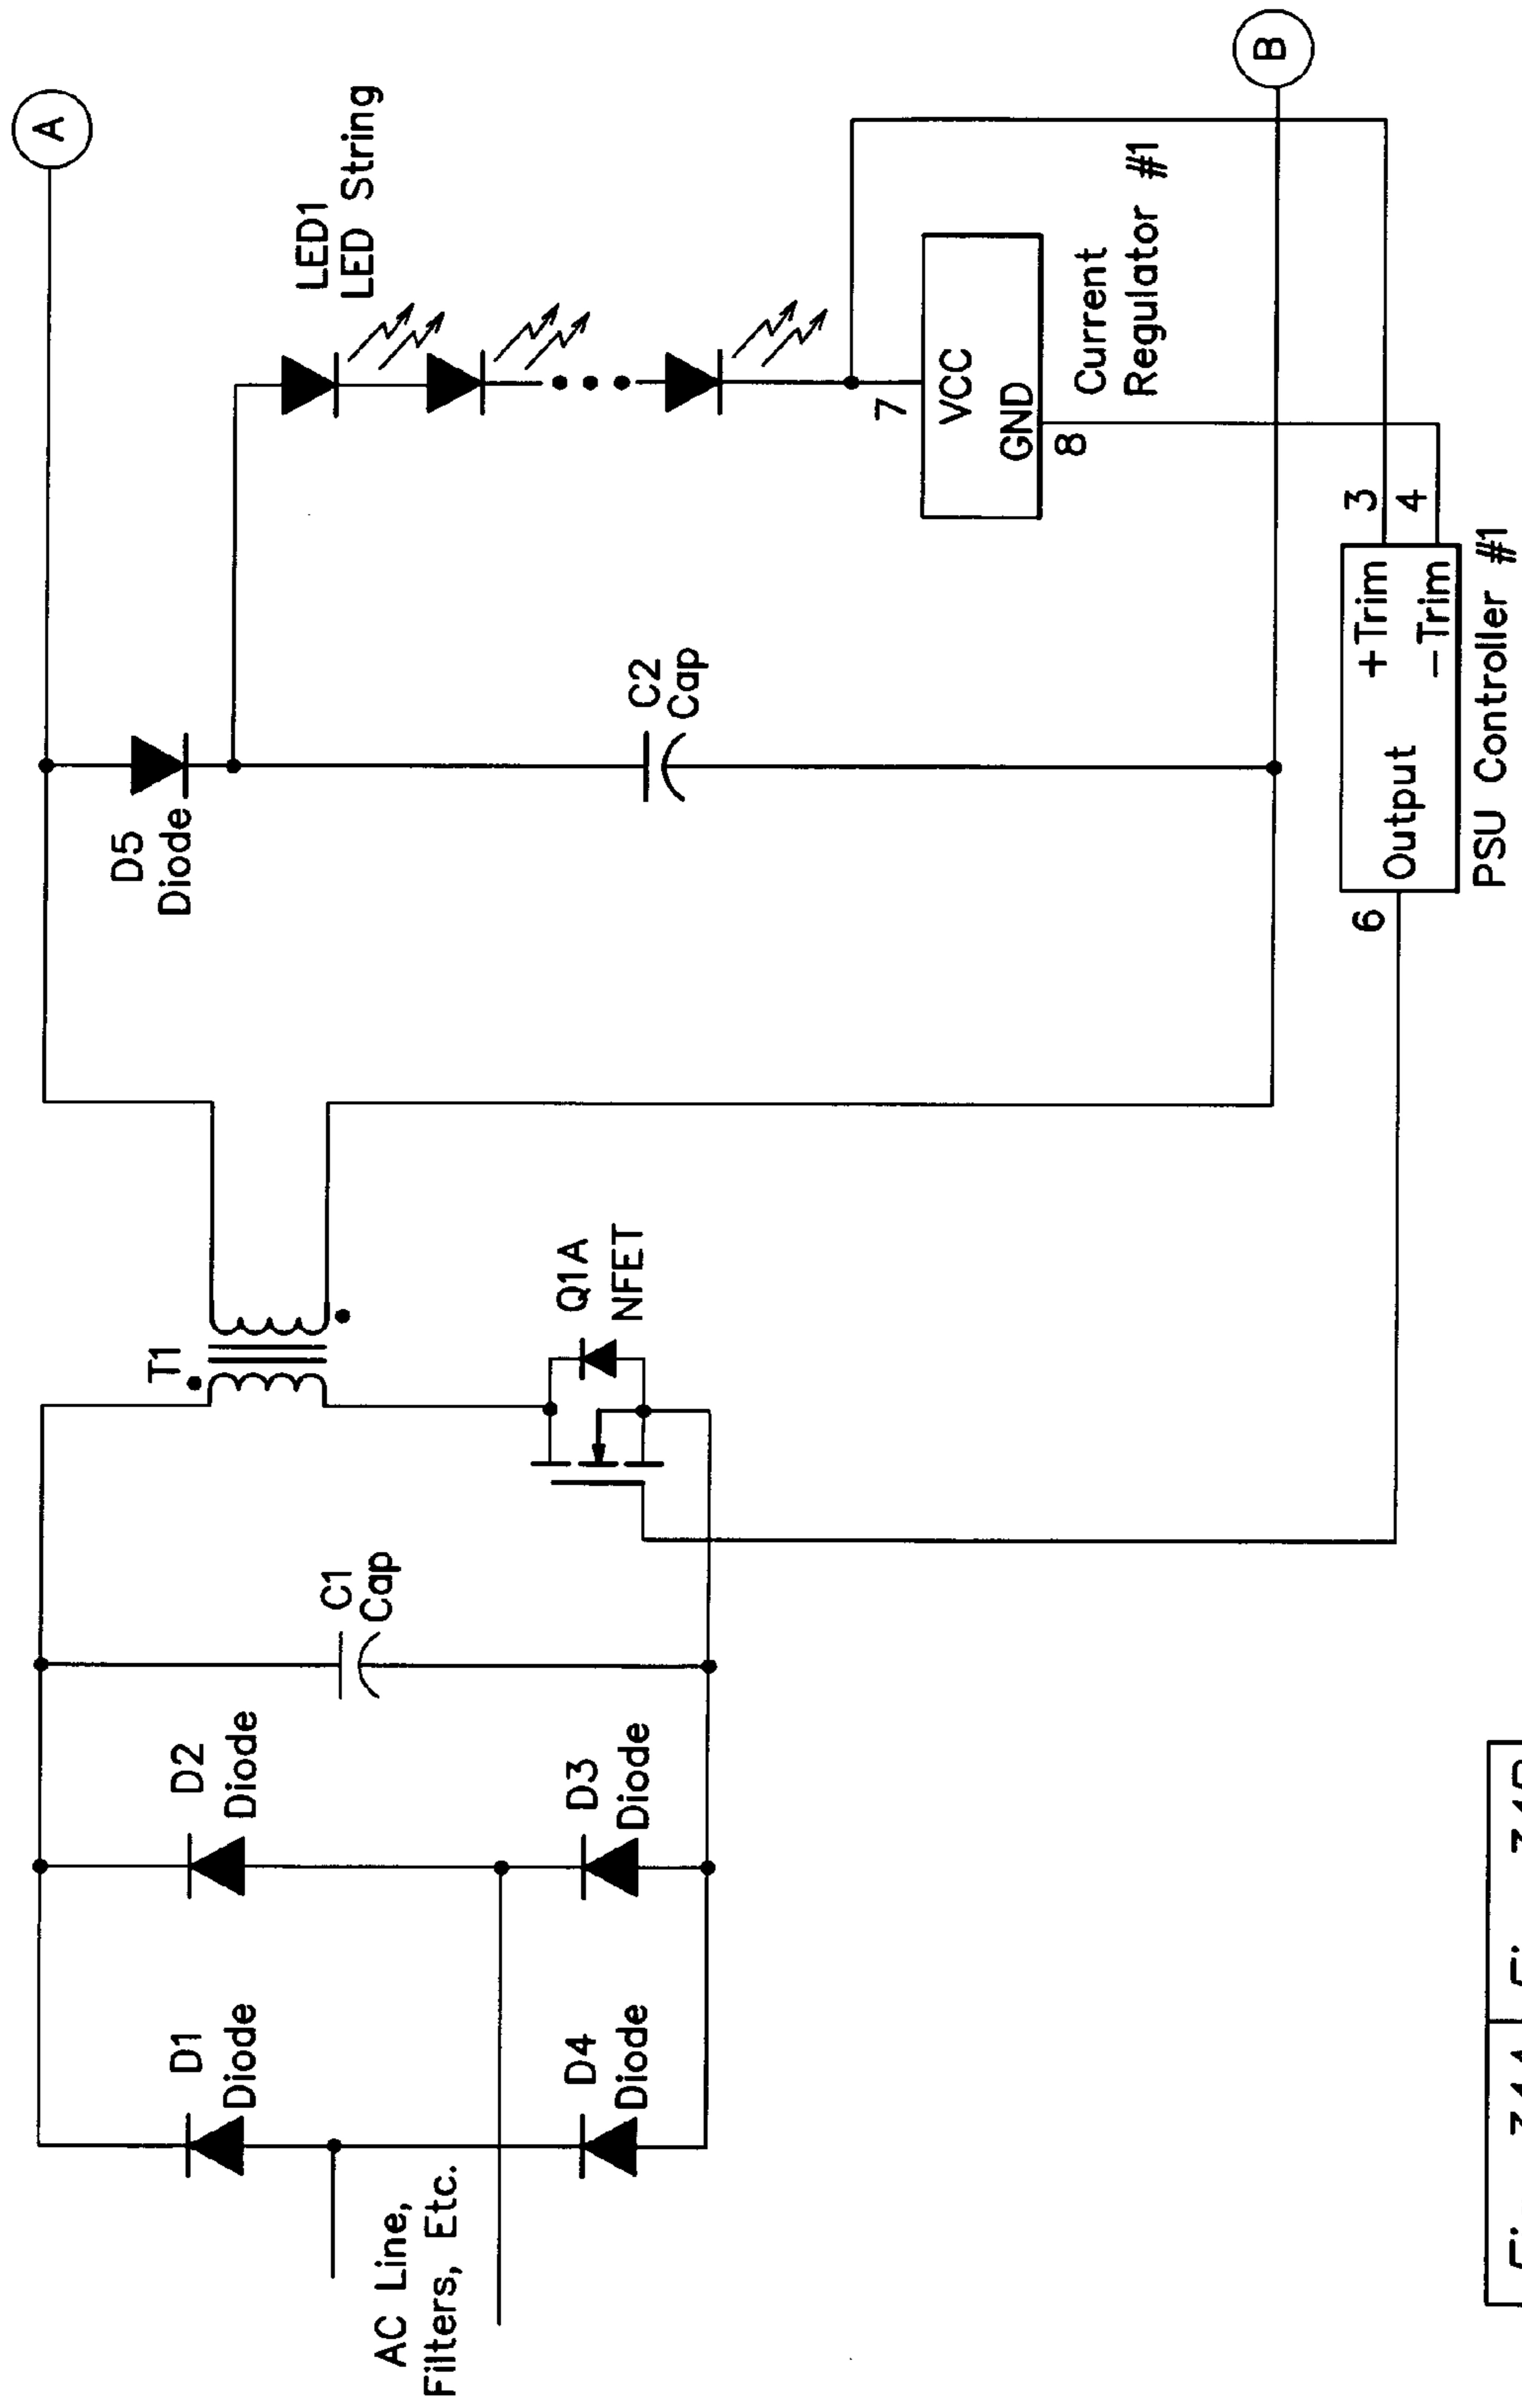 A
D5
Diode
LED1
LED String
T1
D1
Diode
D2
Diode
C1
Cap
Q1A
NFET
C2
Cap
7
VCC
GND
8
Current
Regulator #1
AC Line,
Filters, Etc.
D4
Diode
D3
Diode
B
6
Output
+Trim
-Trim
3
4
PSU Controller #1